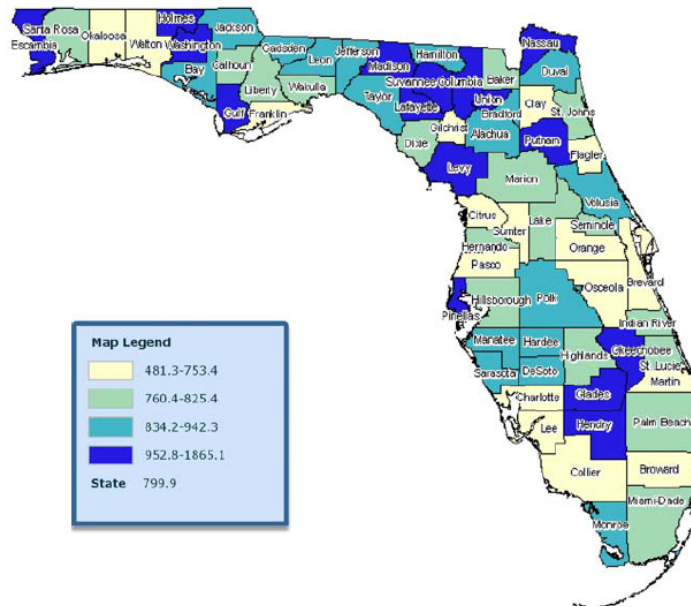 Holmes
Jackson
Santa Rosa
Okaloosa
Escambia
Walton
Washington
Gadsden
Jefferson
Hamilton
Nassau
Leon
Madison
Bay
Calhoun
Suwannee
Columbia
Baker
Duval
Liberty
Wakulla
Taylor
Lafayette
Union
Clay
St. Johns
Gulf
Franklin
Bradford
Gilchrist
Alachua
Putnam
Dixie
Flagler
Levy
Marion
Volusia
Citrus
Lake
Sumter
Seminole
Hernando
Orange
Pasco
Osceola
Brevard
Hillsborough
Polk
Pinellas
Indian River
Manatee
Hardee
Okeechobee
Highlands
St. Lucie
Sarasota
DeSoto
Martin
Charlotte
Glades
Palm Beach
Lee
Hendry
Collier
Broward
Miami-Dade
Monroe
Map Legend
481.3-753.4
760.4-825.4
834.2-942.3
952.8-1865.1
State 799.9